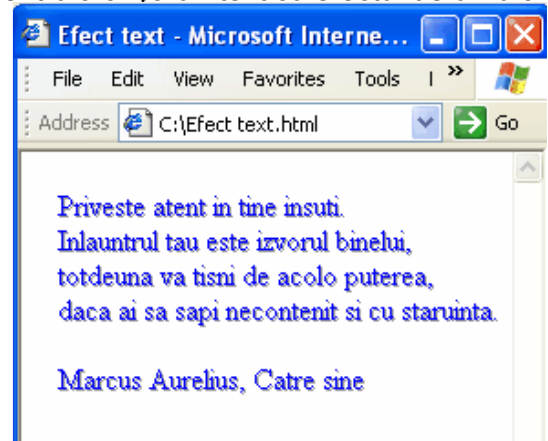 Efect text - Microsoft Interne...
File Edit View Favorites Tools »
Address C:\Efect text.html Go
Priveste atent in tine insuti.
Inlauntrul tau este izvorul binelui,
totdeuna va tisni de acolo puterea,
daca ai sa sapi necontenit si cu staruinta.
Marcus Aurelius, Catre sine